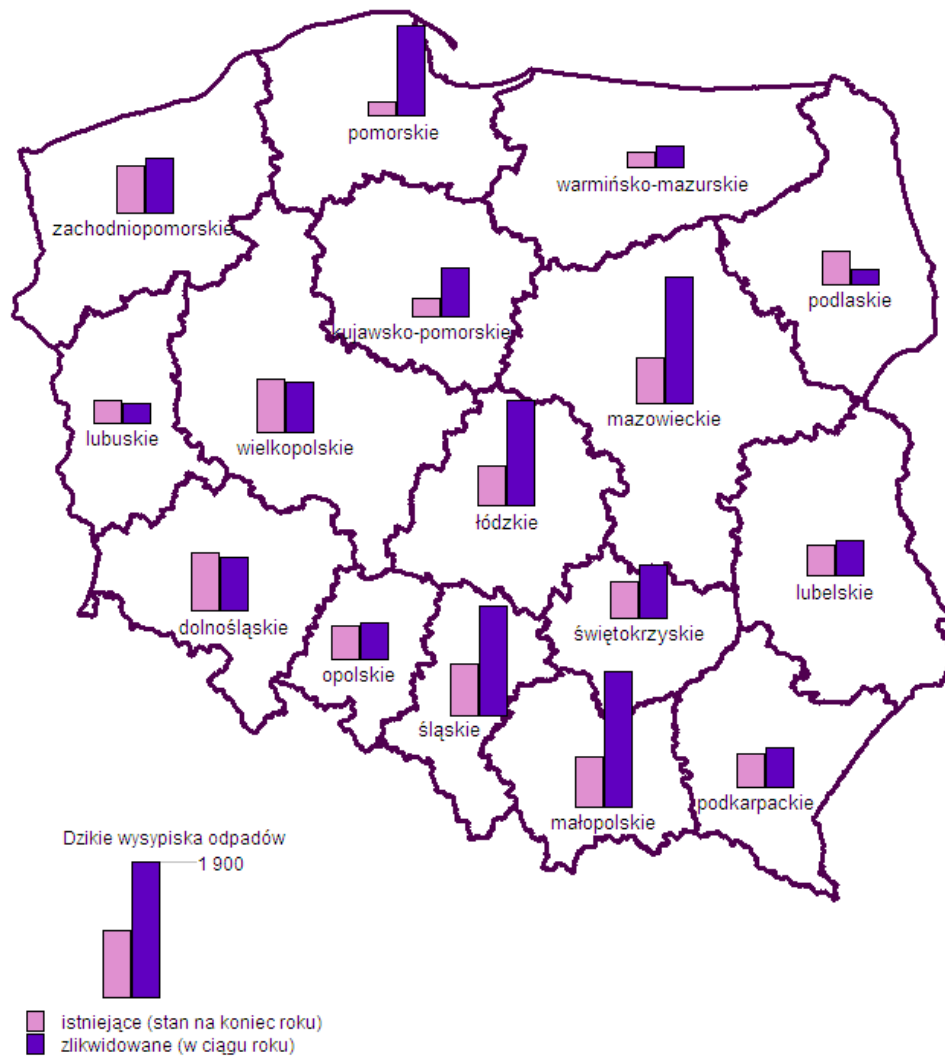 pomorskie
warmińsko-mazurskie
zachodniopomorskie
podlaskie
kujawsko-pomorskie
mazowieckie
lubuskie
wielkopolskie
łódzkie
lubelskie
dolnośląskie
świętokrzyskie
opolskie
śląskie
podkarpackie
małopolskie
Dzikie wysypiska odpadów
1 900
istniejące (stan na koniec roku)
zlikwidowane (w ciągu roku)